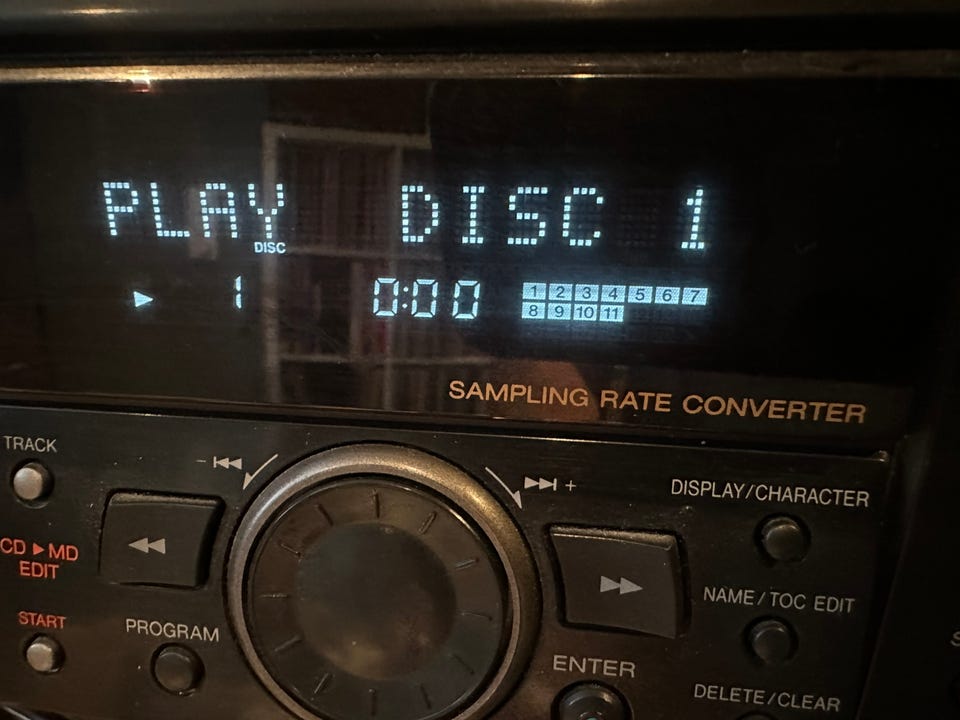 PLAY DISC 1
DISC
1 0:00
1 2 3 4 5 6 7
8 9 10 11
SAMPLING RATE CONVERTER
TRACK
− +
DISPLAY/CHARACTER
CD ▶ MD
EDIT
NAME/TOC EDIT
START
PROGRAM
ENTER
DELETE/CLEAR